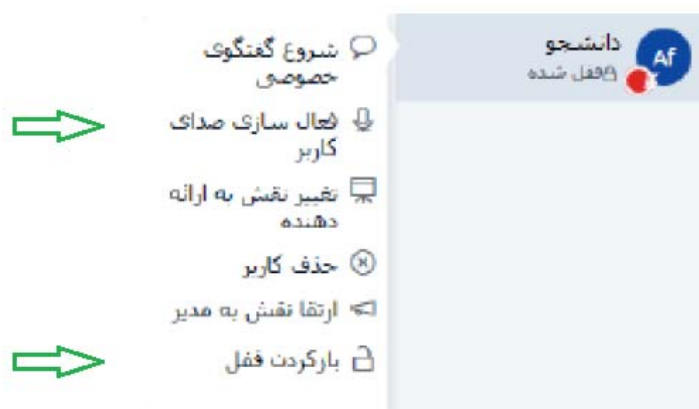 دانشجو
Af
قفل شده
شروع گفتگوی
خصوصی
فعال سازی صدای
کاربر
تغییر نقش به ارائه
دهنده
حذف کاربر
ارتقا نقش به مدیر
بازکردن قفل